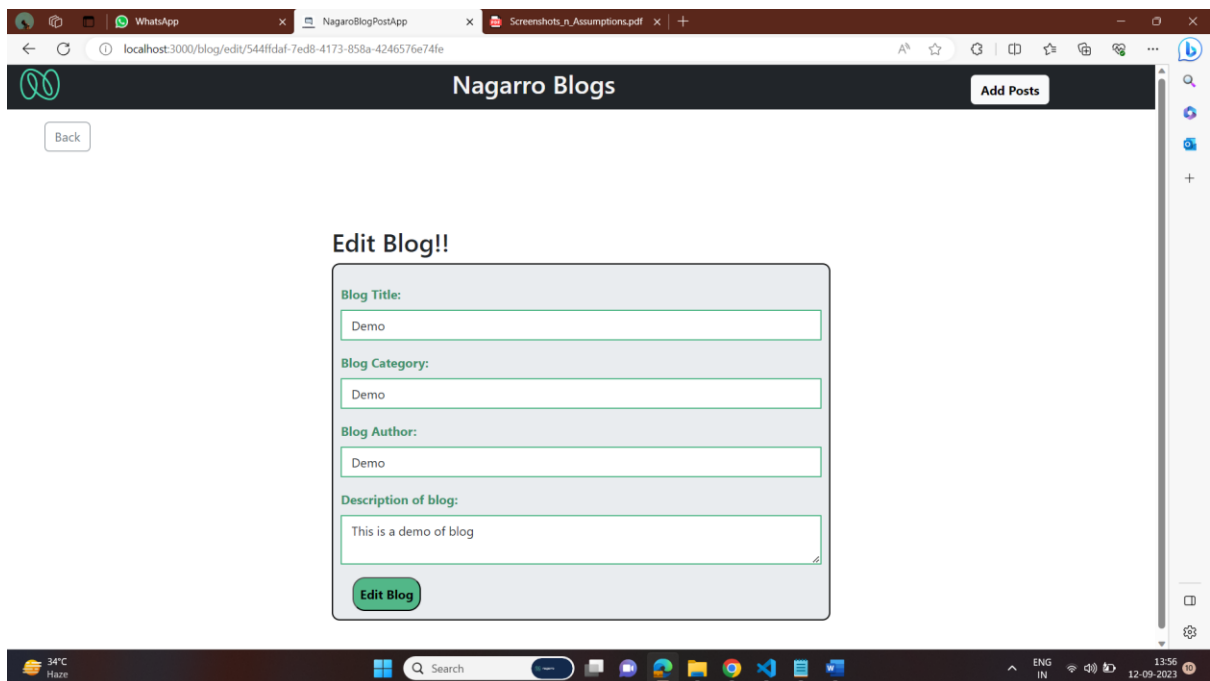 WhatsApp
NagaroBlogPostApp
Screenshots_n_Assumptions.pdf
localhost:3000/blog/edit/544ffdaf-7ed8-4173-858a-4246576e74fe
Nagarro Blogs
Add Posts
Back
Edit Blog!!
Blog Title:
Demo
Blog Category:
Demo
Blog Author:
Demo
Description of blog:
This is a demo of blog
Edit Blog
34°C
Haze
Search
ENG
IN
13:56
12-09-2023
10